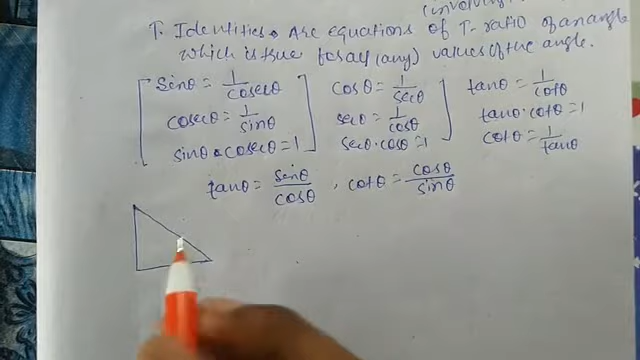 (involving
T. Identities. Are equations of T-ratio of an angle
which is true for all (any) values of the angle.
sinθ = 1/cosecθ cosθ = 1/secθ tanθ = 1/cotθ
cosecθ = 1/sinθ secθ = 1/cosθ tanθ · cotθ = 1
sinθ · cosecθ = 1 secθ · cosθ = 1 cotθ = 1/tanθ
tanθ = sinθ/cosθ , cotθ = cosθ/sinθ